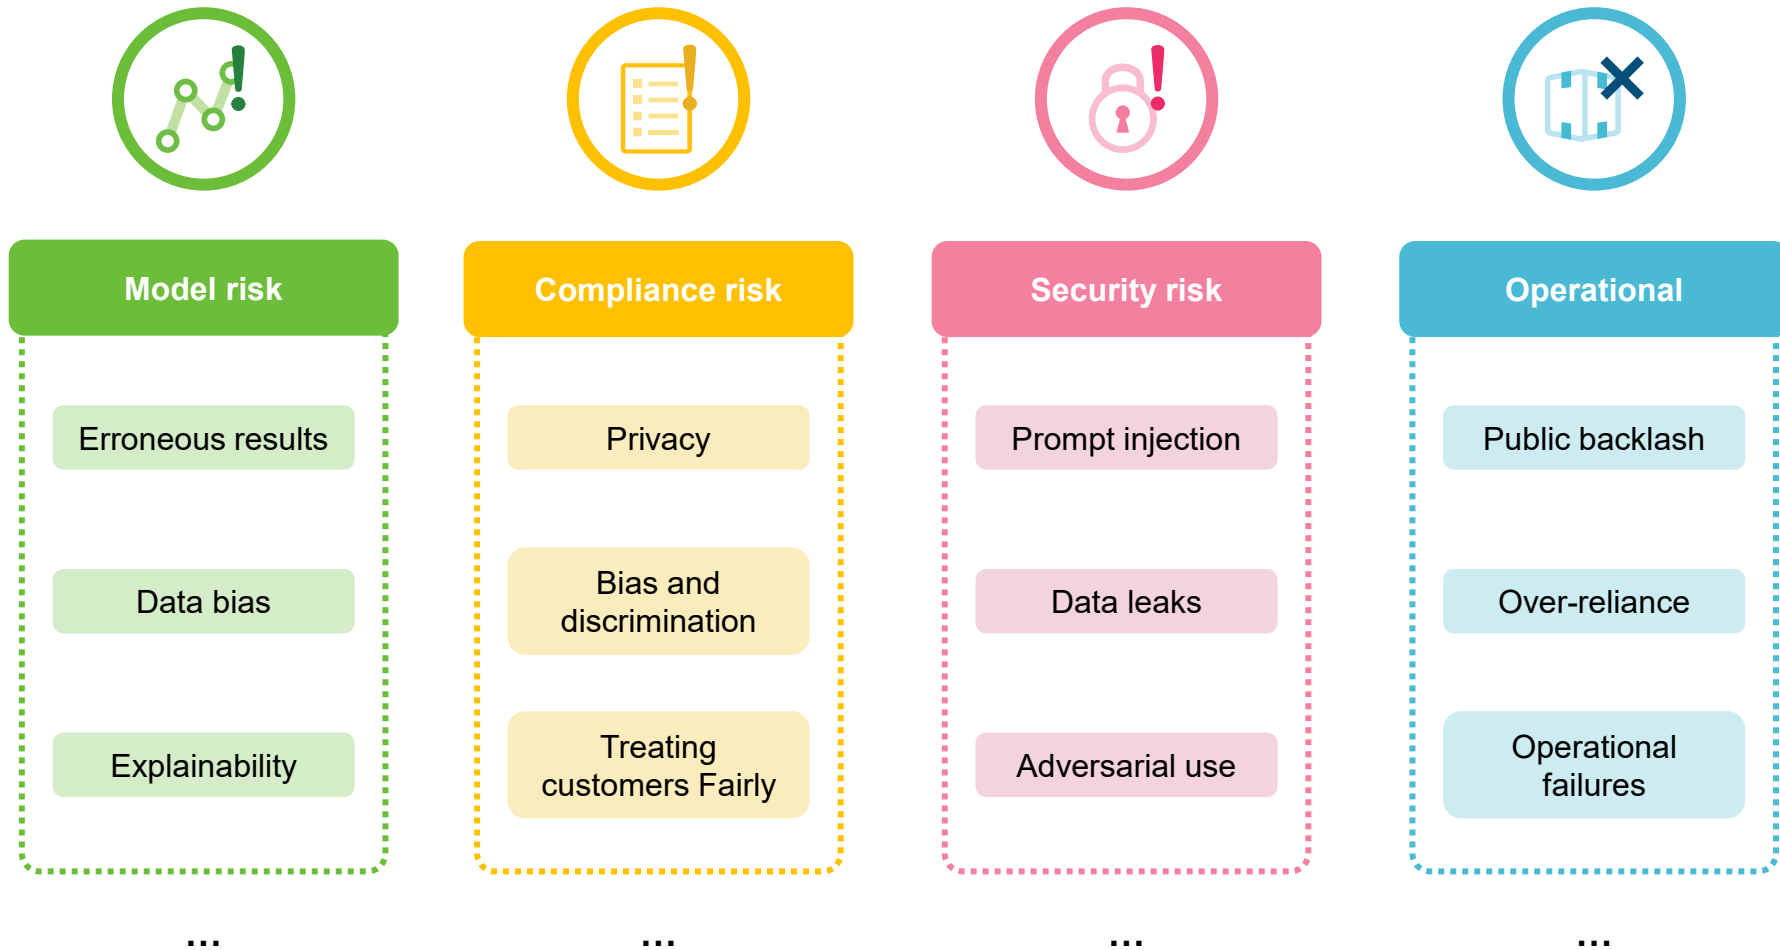 Model risk
Erroneous results
Data bias
Explainability
...
Compliance risk
Privacy
Bias and
discrimination
Treating
customers Fairly
...
Security risk
Prompt injection
Data leaks
Adversarial use
...
Operational
Public backlash
Over-reliance
Operational
failures
...